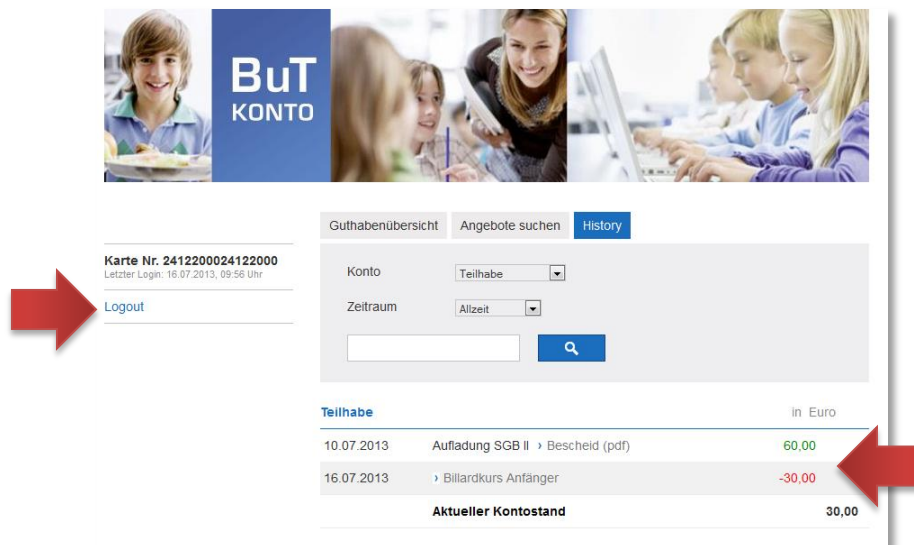 BuT
KONTO
Guthabenübersicht Angebote suchen History
Karte Nr. 2412200024122000
Letzter Login: 16.07.2013, 09:56 Uhr
Logout
Konto Teilhabe
Zeitraum Allzeit
Teilhabe in Euro
10.07.2013 Aufladung SGB II › Bescheid (pdf) 60,00
16.07.2013 › Billardkurs Anfänger -30,00
Aktueller Kontostand 30,00